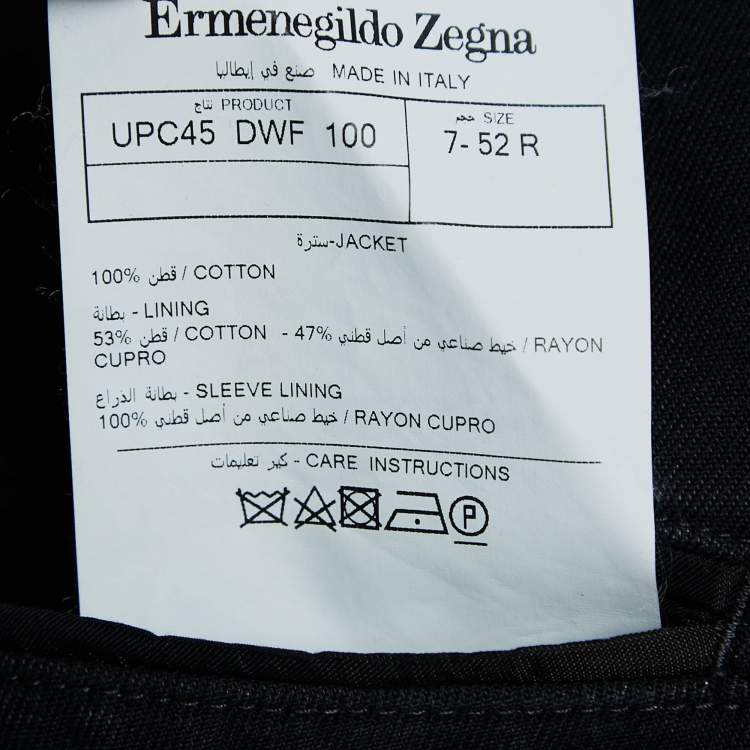 Ermenegildo Zegna
صنع في إيطاليا MADE IN ITALY
نتاج PRODUCT
UPC45 DWF 100
حجم SIZE
7- 52 R
سترة-JACKET
100% قطن / COTTON
بطانة - LINING
53% قطن / COTTON - 47% خيط صناعي من أصل قطني / RAYON
CUPRO
بطانة الذراع - SLEEVE LINING
100% خيط صناعي من أصل قطني / RAYON CUPRO
كير تعليمات - CARE INSTRUCTIONS
P